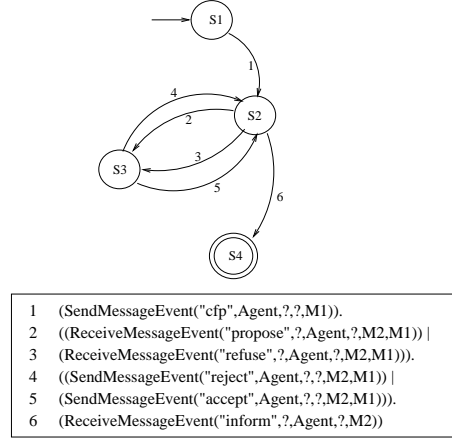 S1
1
4
2
S2
3
S3
5
6
S4
1 (SendMessageEvent("cfp",Agent,?,?,M1)).
2 ((ReceiveMessageEvent("propose",?,Agent,?,M2,M1)) |
3 (ReceiveMessageEvent("refuse",?,Agent,?,M2,M1))).
4 ((SendMessageEvent("reject",Agent,?,?,M2,M1)) |
5 (SendMessageEvent("accept",Agent,?,?,M2,M1))).
6 (ReceiveMessageEvent("inform",?,Agent,?,M2))